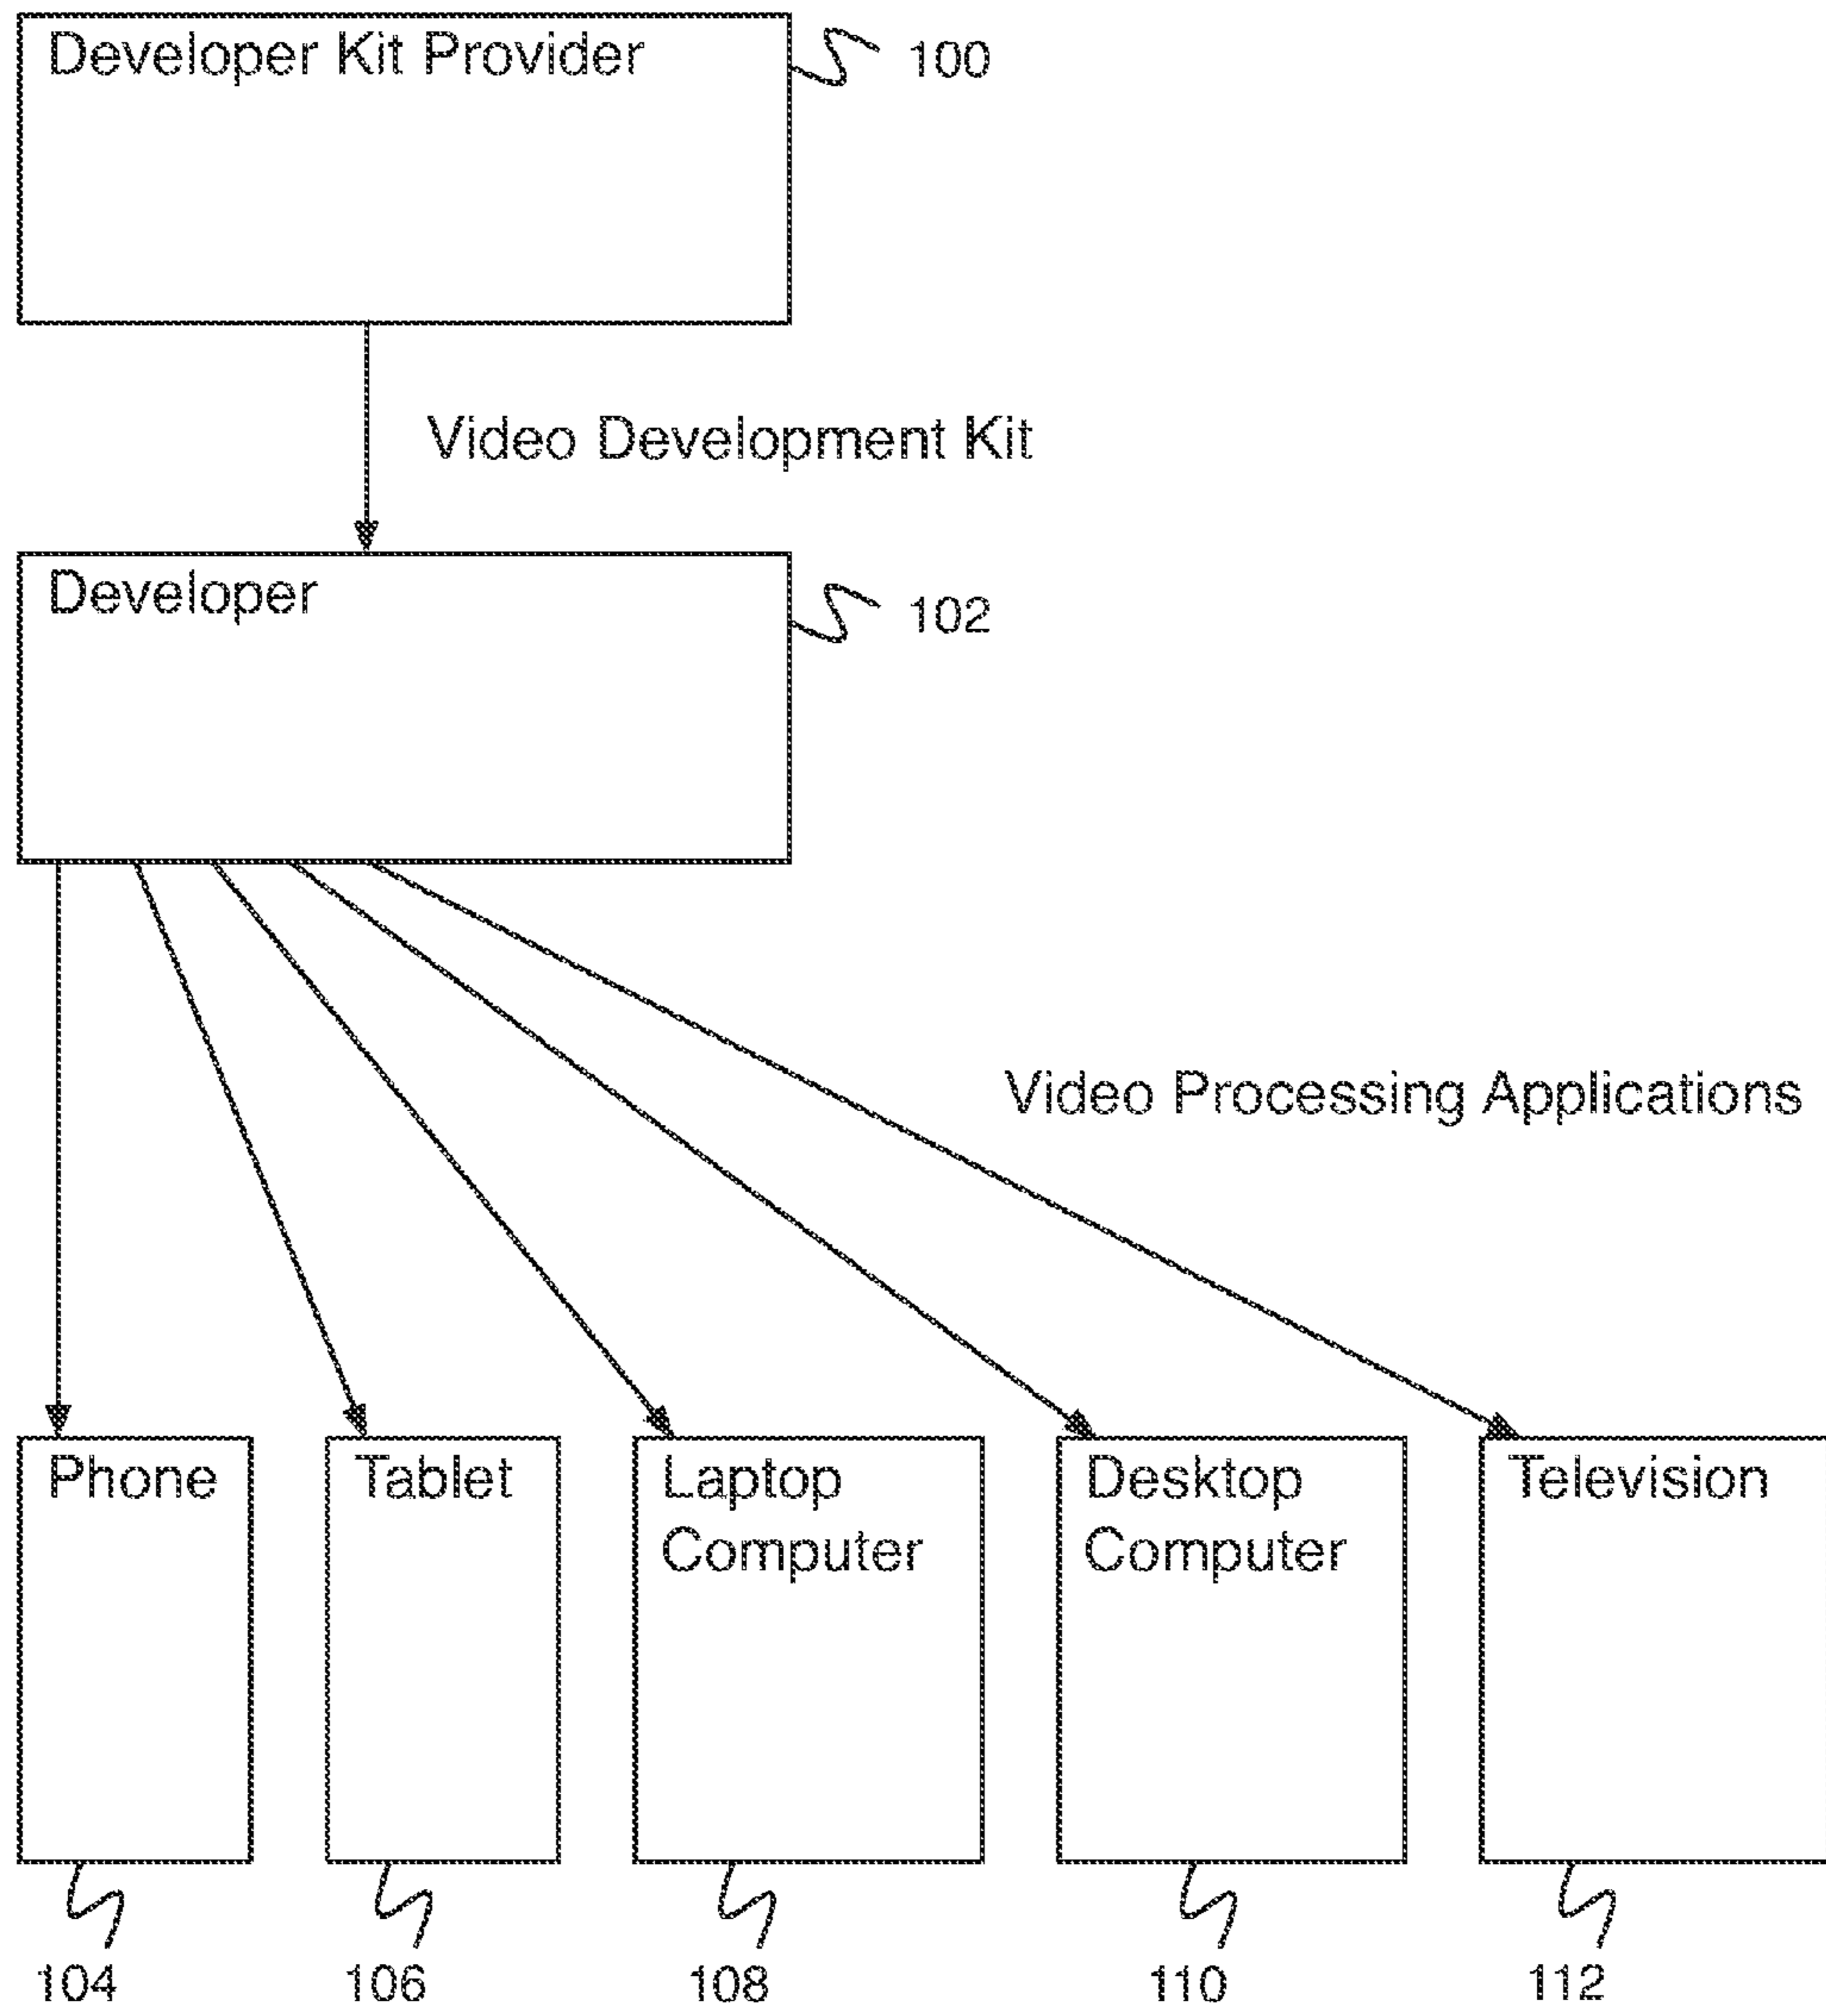 Developer Kit Provider
100
Video Development Kit
Developer
102
Video Processing Applications
Phone
Tablet
Laptop
Computer
Desktop
Computer
Television
104
106
108
110
112